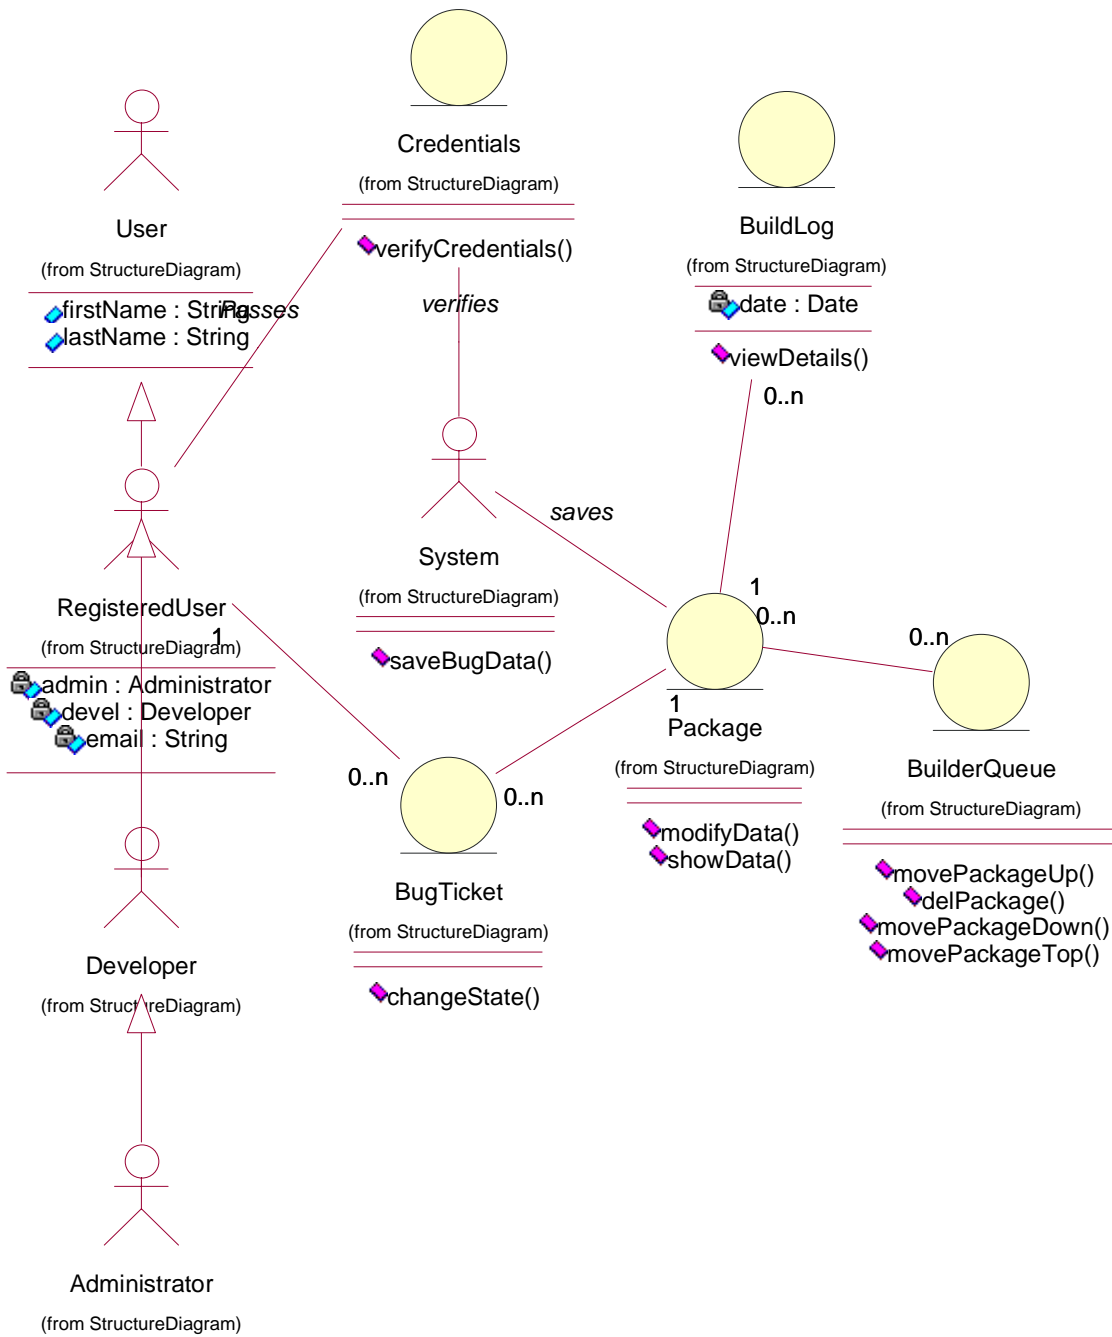 Credentials
(from StructureDiagram)
verifyCredentials()
BuildLog
(from StructureDiagram)
date : Date
viewDetails()
0..n
User
(from StructureDiagram)
firstName : String
lastName : String
Passes
verifies
System
(from StructureDiagram)
saveBugData()
saves
RegisteredUser
(from StructureDiagram)
1
admin : Administrator
devel : Developer
email : String
1
0..n
0..n
1
Package
(from StructureDiagram)
modifyData()
showData()
BuilderQueue
(from StructureDiagram)
movePackageUp()
delPackage()
movePackageDown()
movePackageTop()
0..n
0..n
BugTicket
(from StructureDiagram)
changeState()
Developer
(from StructureDiagram)
Administrator
(from StructureDiagram)